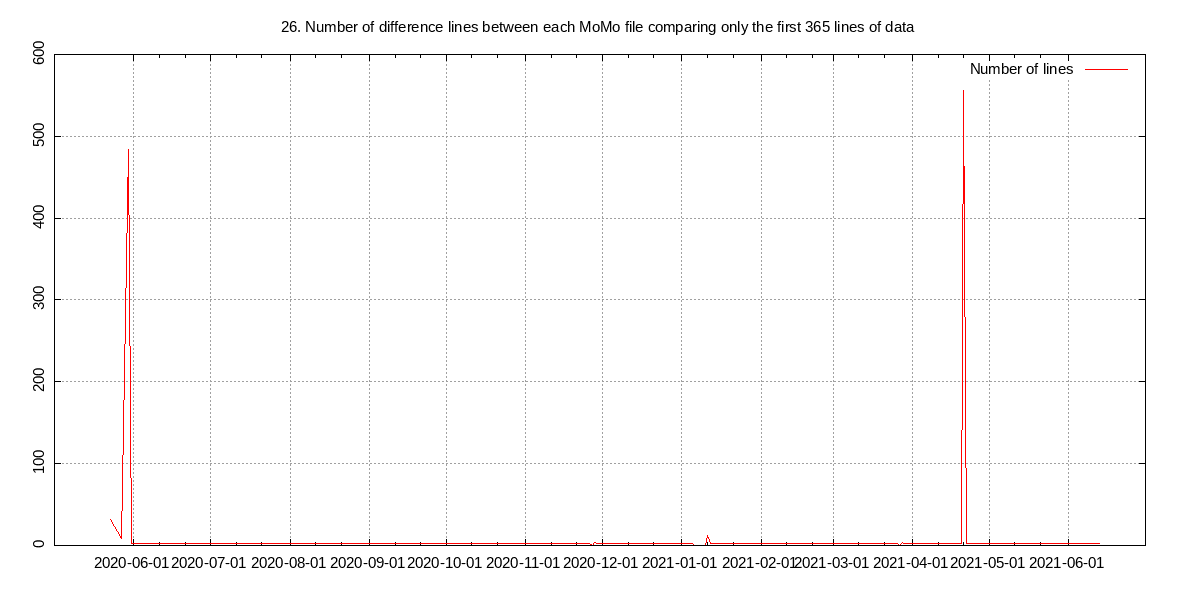 26. Number of difference lines between each MoMo file comparing only the first 365 lines of data
Number of lines
600
500
400
300
200
100
0
2020-06-01 2020-07-01 2020-08-01 2020-09-01 2020-10-01 2020-11-01 2020-12-01 2021-01-01 2021-02-01 2021-03-01 2021-04-01 2021-05-01 2021-06-01